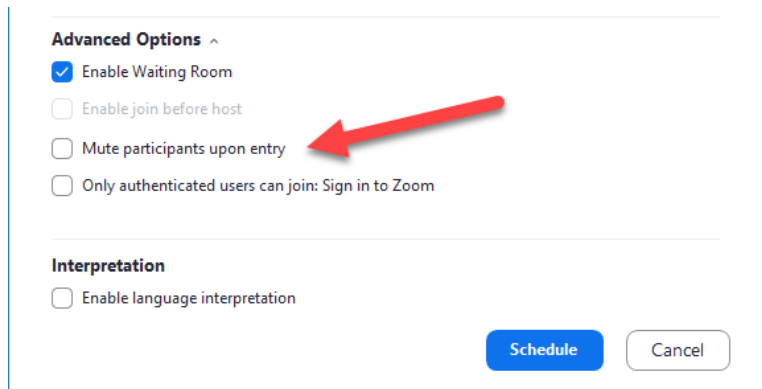 Advanced Options
Enable Waiting Room
Enable join before host
Mute participants upon entry
Only authenticated users can join: Sign in to Zoom
Interpretation
Enable language interpretation
Schedule Cancel